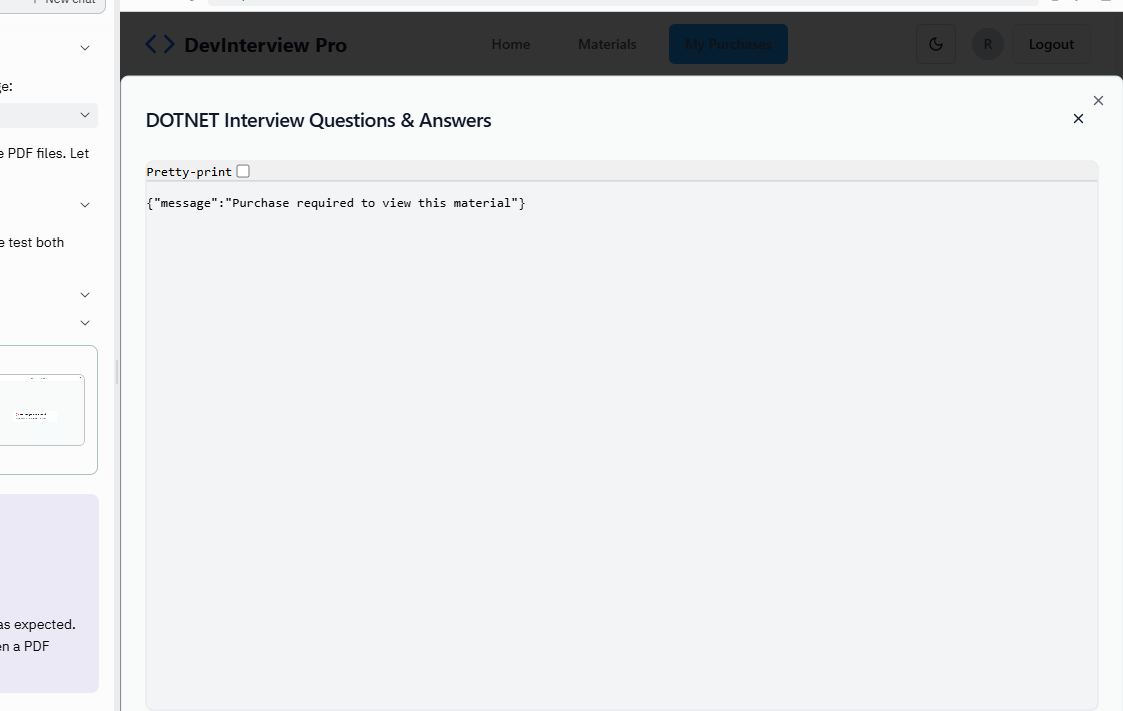 New chat
ge:
e PDF files. Let
e test both
as expected.
en a PDF
DevInterview Pro
Home
Materials
My Purchases
R
Logout
DOTNET Interview Questions & Answers
Pretty-print
{"message":"Purchase required to view this material"}